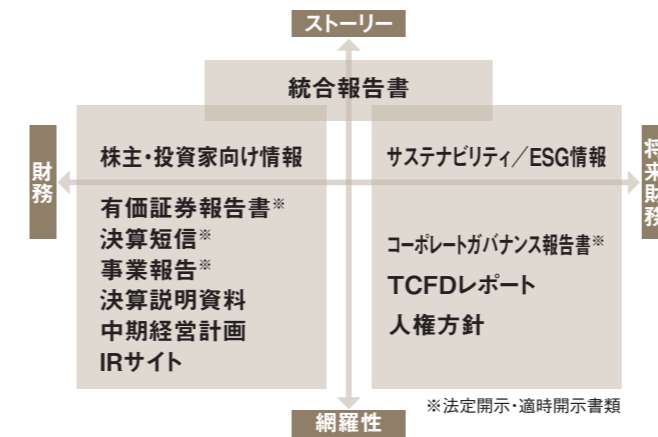 ストーリー
統合報告書
財務
株主・投資家向け情報
サステナビリティ／ESG情報
将来財務
有価証券報告書※
決算短信※
事業報告※
決算説明資料
中期経営計画
IRサイト
コーポレートガバナンス報告書※
TCFDレポート
人権方針
※法定開示・適時開示書類
網羅性